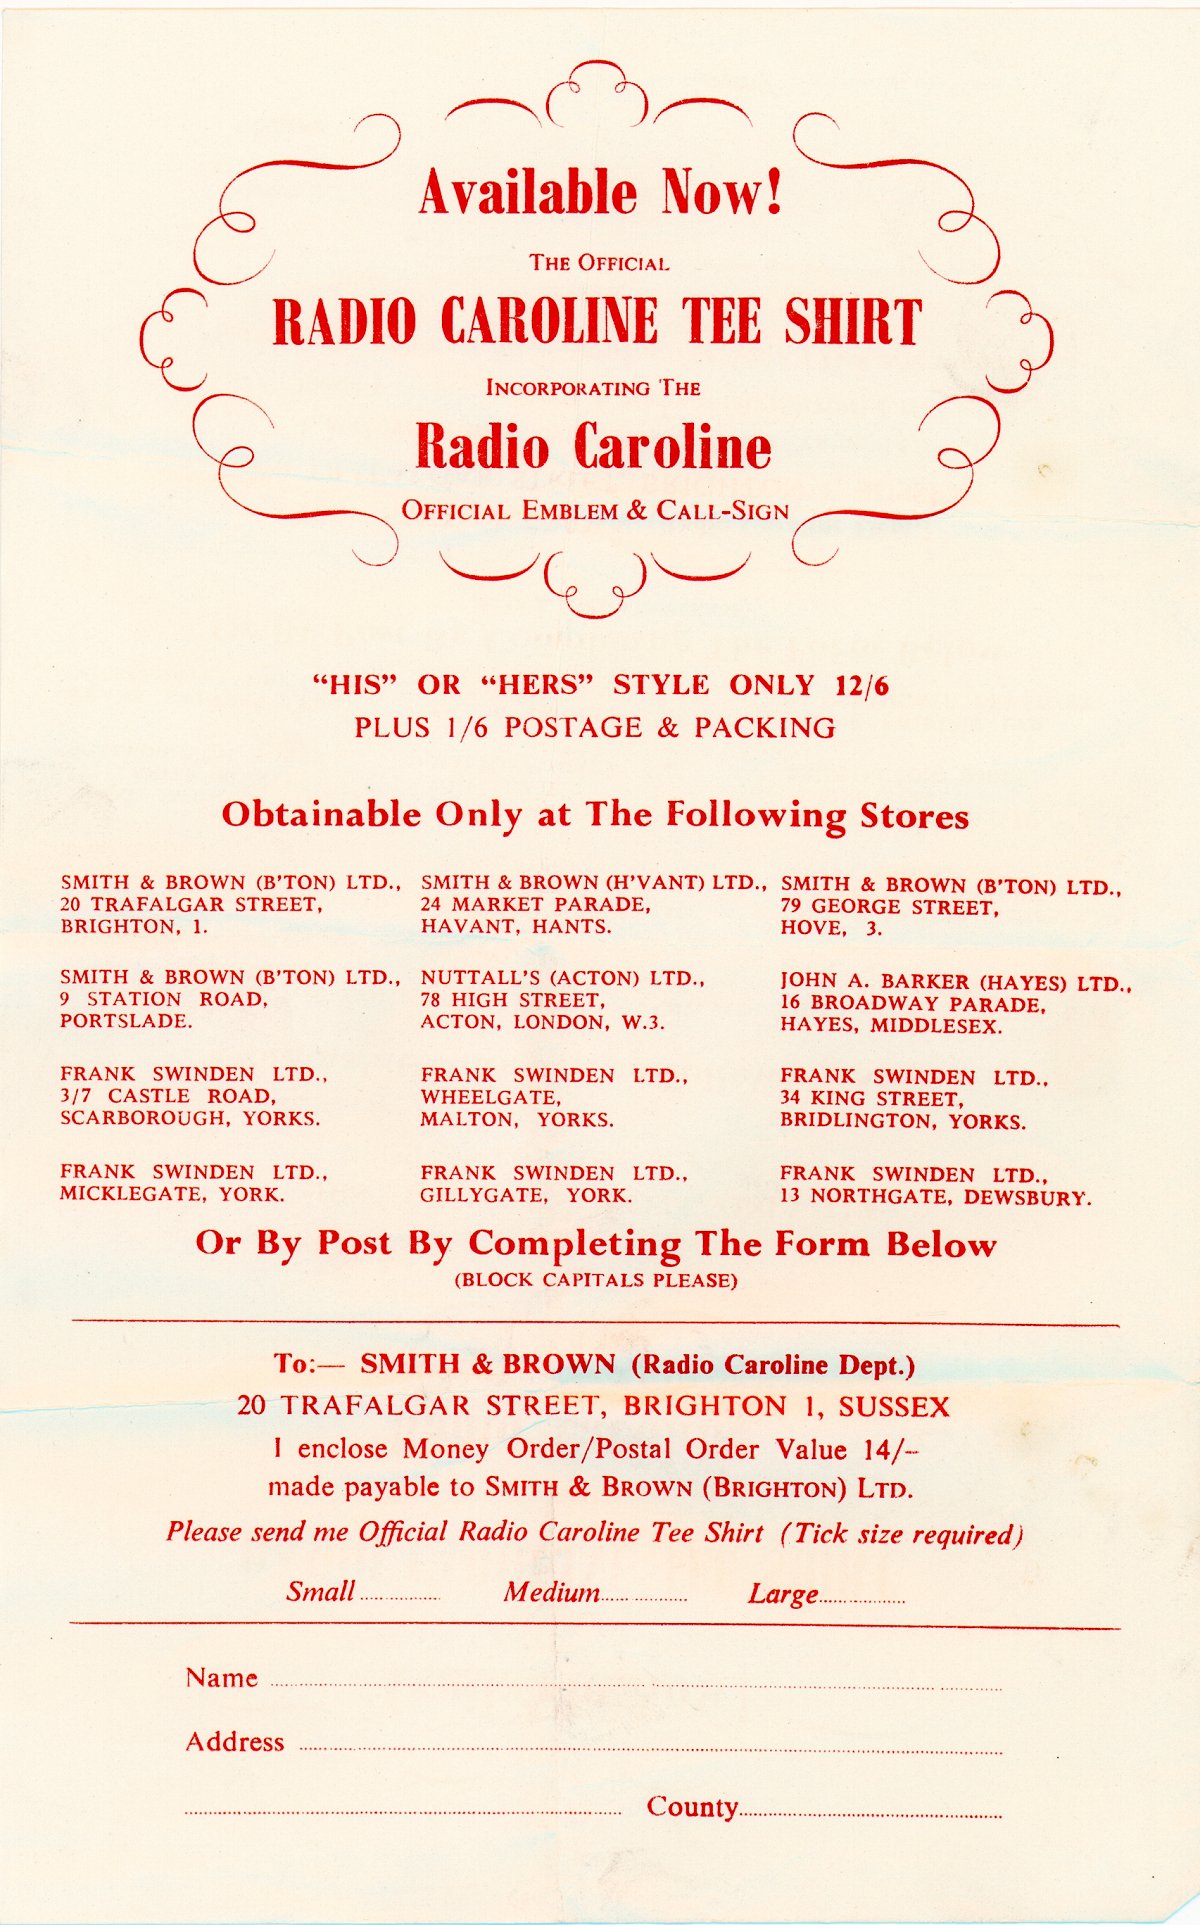 Available Now!
THE OFFICIAL
RADIO CAROLINE TEE SHIRT
INCORPORATING THE
Radio Caroline
OFFICIAL EMBLEM & CALL-SIGN
“HIS” OR “HERS” STYLE ONLY 12/6
PLUS 1/6 POSTAGE & PACKING
Obtainable Only at The Following Stores
SMITH & BROWN (B’TON) LTD.,
20 TRAFALGAR STREET,
BRIGHTON, 1.
SMITH & BROWN (H’VANT) LTD.,
24 MARKET PARADE,
HAVANT, HANTS.
SMITH & BROWN (B’TON) LTD.,
79 GEORGE STREET,
HOVE, 3.
SMITH & BROWN (B’TON) LTD.,
9 STATION ROAD,
PORTSLADE.
NUTTALL’S (ACTON) LTD.,
78 HIGH STREET,
ACTON, LONDON, W.3.
JOHN A. BARKER (HAYES) LTD.,
16 BROADWAY PARADE,
HAYES, MIDDLESEX.
FRANK SWINDEN LTD.,
3/7 CASTLE ROAD,
SCARBOROUGH, YORKS.
FRANK SWINDEN LTD.,
WHEELGATE,
MALTON, YORKS.
FRANK SWINDEN LTD.,
34 KING STREET,
BRIDLINGTON, YORKS.
FRANK SWINDEN LTD.,
MICKLEGATE, YORK.
FRANK SWINDEN LTD.,
GILLYGATE, YORK.
FRANK SWINDEN LTD.,
13 NORTHGATE, DEWSBURY.
Or By Post By Completing The Form Below
(BLOCK CAPITALS PLEASE)
To:— SMITH & BROWN (Radio Caroline Dept.)
20 TRAFALGAR STREET, BRIGHTON 1, SUSSEX
I enclose Money Order/Postal Order Value 14/-
made payable to SMITH & BROWN (BRIGHTON) LTD.
Please send me Official Radio Caroline Tee Shirt (Tick size required)
Small.................. Medium.................. Large..................
Name ..................
Address ..................
.................. County..................